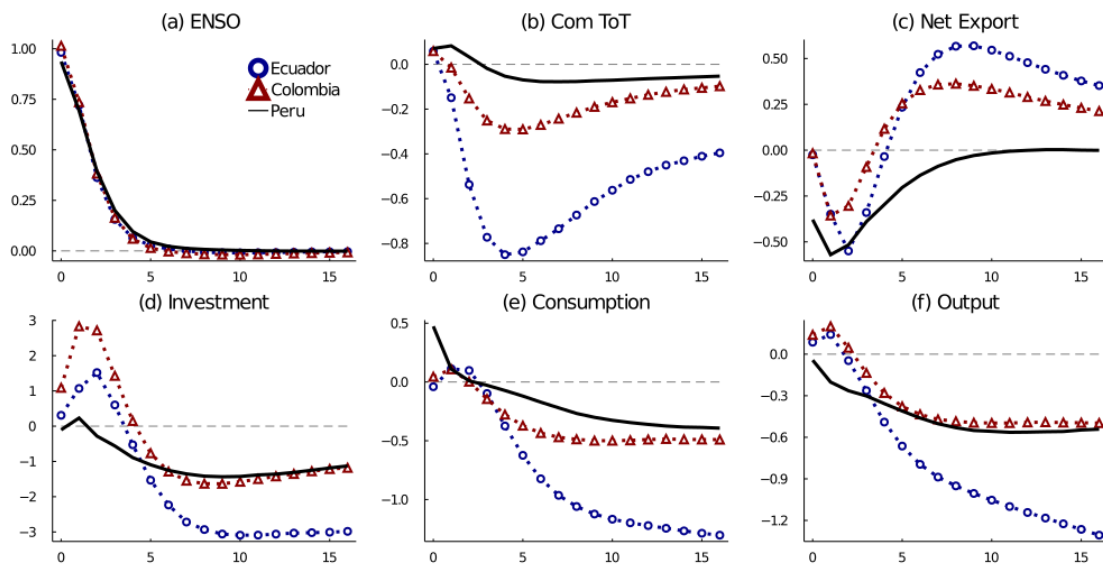 (a) ENSO
1.00
0.75
0.50
0.25
0.00
0 5 10 15
Ecuador
Colombia
Peru
(b) Com ToT
0.0
−0.2
−0.4
−0.6
−0.8
0 5 10 15
(c) Net Export
0.50
0.25
0.00
−0.25
−0.50
0 5 10 15
(d) Investment
3
2
1
0
−1
−2
−3
0 5 10 15
(e) Consumption
0.5
0.0
−0.5
−1.0
0 5 10 15
(f) Output
0.0
−0.3
−0.6
−0.9
−1.2
0 5 10 15